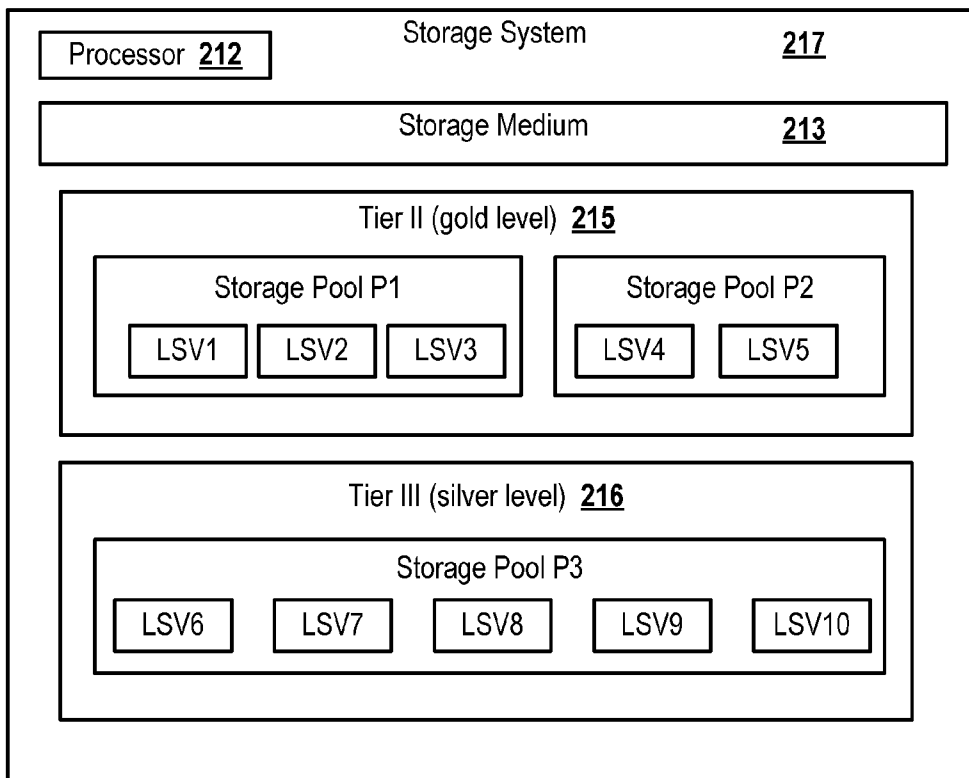 Storage System 217
Processor 212
Storage Medium 213
Tier II (gold level) 215
Storage Pool P1
LSV1 LSV2 LSV3
Storage Pool P2
LSV4 LSV5
Tier III (silver level) 216
Storage Pool P3
LSV6 LSV7 LSV8 LSV9 LSV10